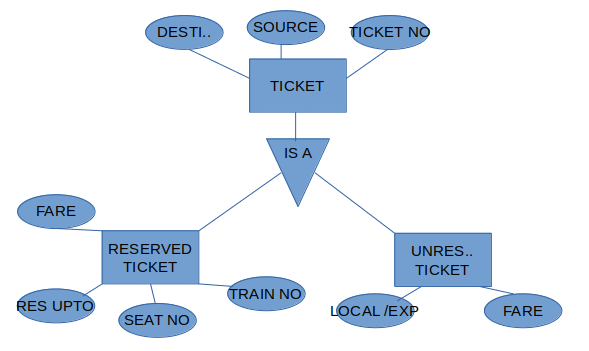 DESTI..
SOURCE
TICKET NO
TICKET
IS A
FARE
RESERVED
TICKET
UNRES..
TICKET
RES UPTO
SEAT NO
TRAIN NO
LOCAL /EXP
FARE